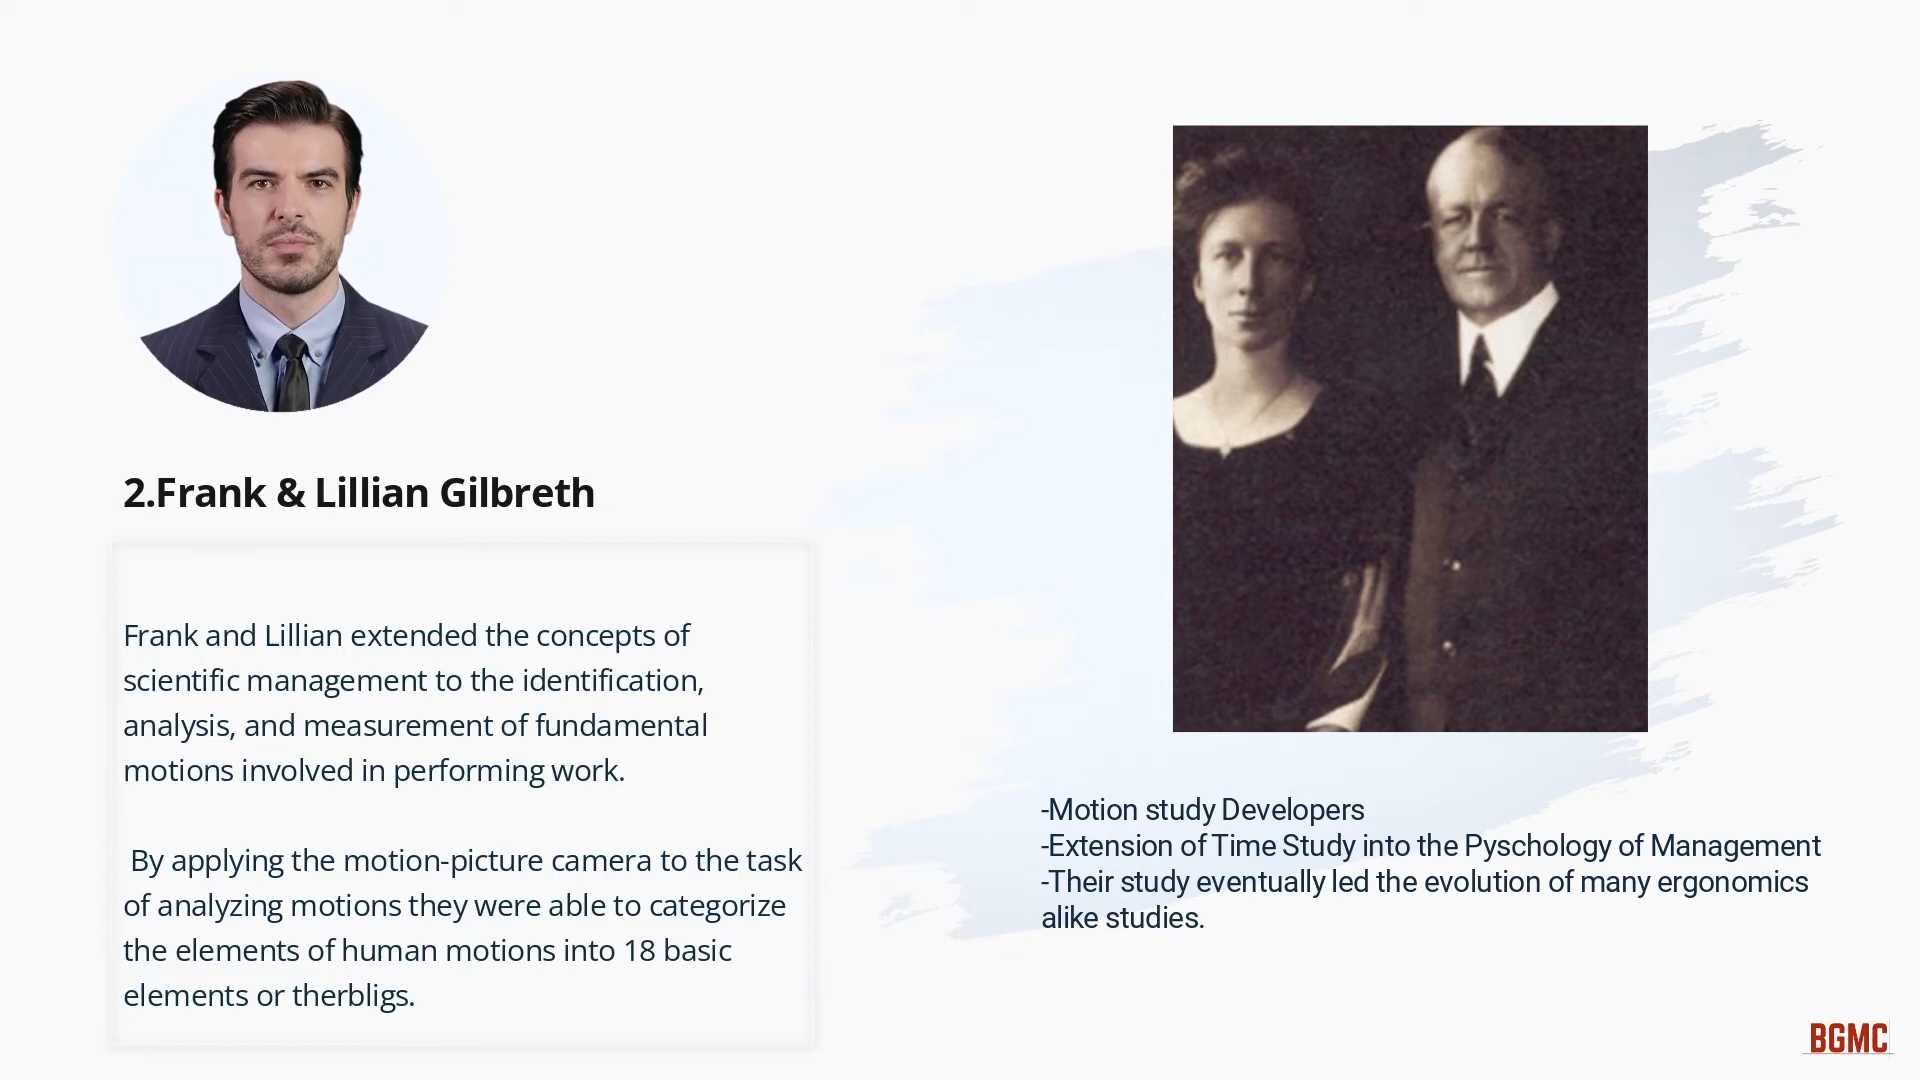 2.Frank & Lillian Gilbreth
Frank and Lillian extended the concepts of
scientific management to the identification,
analysis, and measurement of fundamental
motions involved in performing work.
By applying the motion-picture camera to the task
of analyzing motions they were able to categorize
the elements of human motions into 18 basic
elements or therbligs.
-Motion study Developers
-Extension of Time Study into the Pyschology of Management
-Their study eventually led the evolution of many ergonomics
alike studies.
BGMC